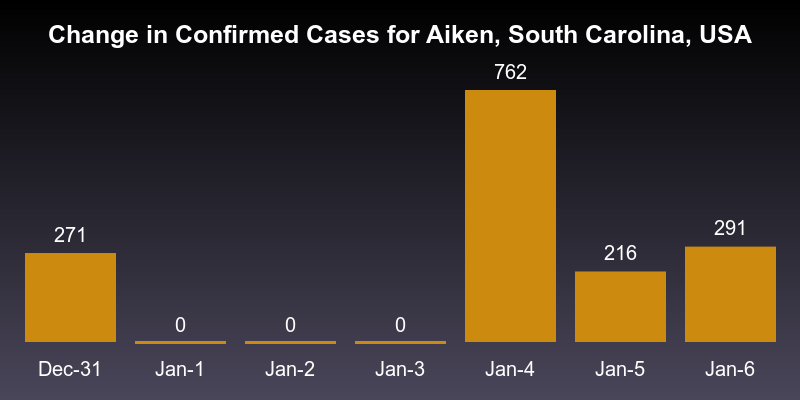 Change in Confirmed Cases for Aiken, South Carolina, USA
762
271
291
216
0 0 0
Dec-31 Jan-1 Jan-2 Jan-3 Jan-4 Jan-5 Jan-6